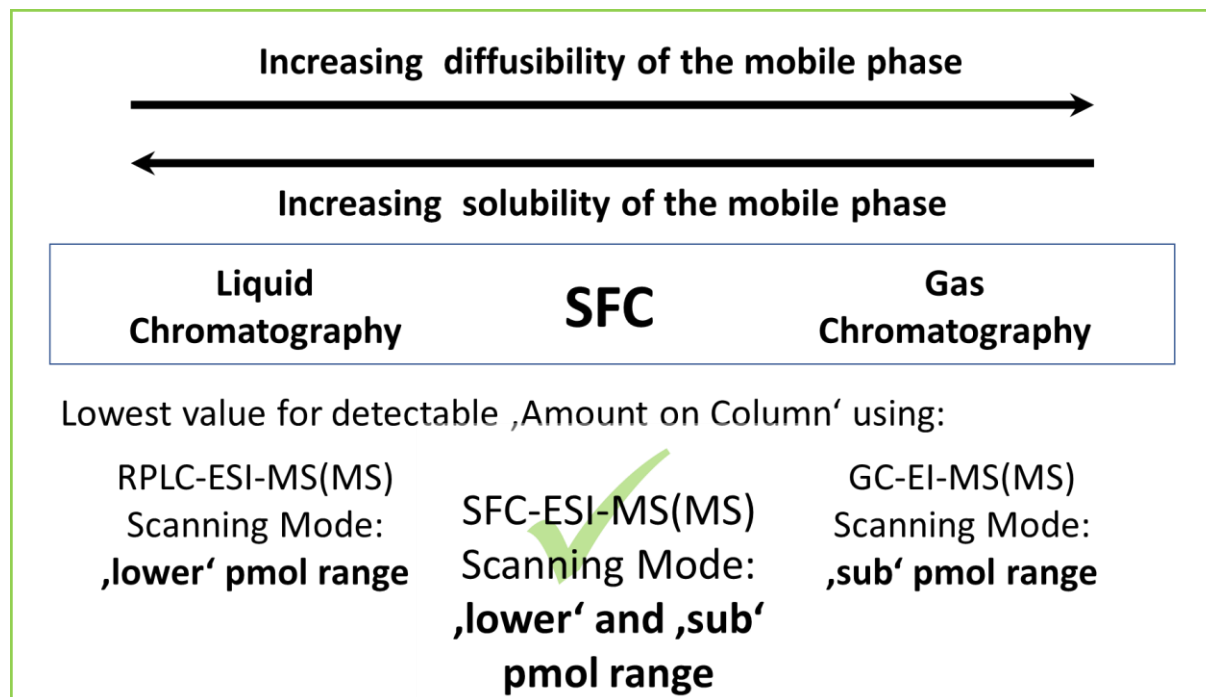 Increasing  diffusibility of the mobile phase
Increasing  solubility of the mobile phase
Liquid
Chromatography
SFC
Gas
Chromatography
Lowest value for detectable ‚Amount on Column‘ using:
RPLC-ESI-MS(MS)
Scanning Mode:
‚lower‘ pmol range
SFC-ESI-MS(MS)
Scanning Mode:
‚lower‘ and ‚sub‘
pmol range
GC-EI-MS(MS)
Scanning Mode:
‚sub‘ pmol range